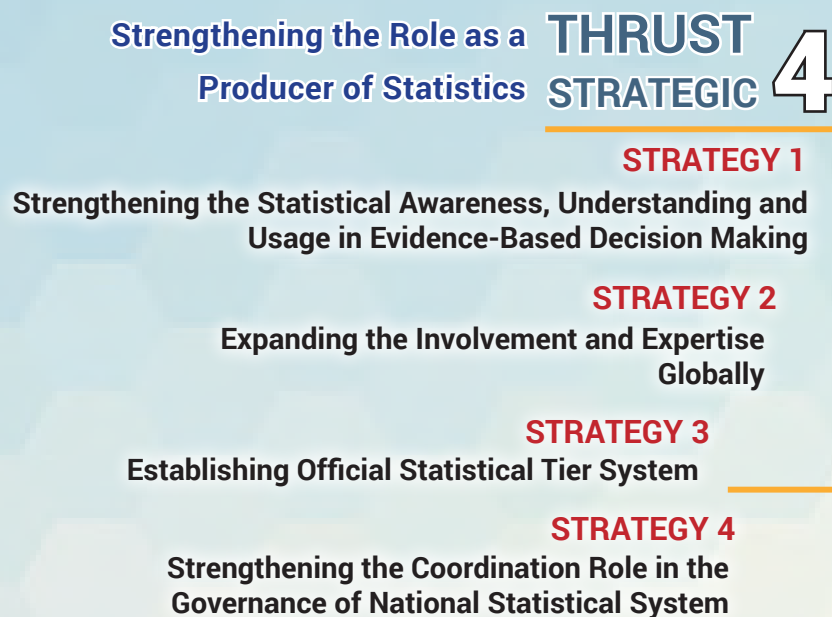 Strengthening the Role as a
Producer of Statistics
THRUST
STRATEGIC
4
STRATEGY 1
Strengthening the Statistical Awareness, Understanding and
Usage in Evidence-Based Decision Making
STRATEGY 2
Expanding the Involvement and Expertise
Globally
STRATEGY 3
Establishing Official Statistical Tier System
STRATEGY 4
Strengthening the Coordination Role in the
Governance of National Statistical System